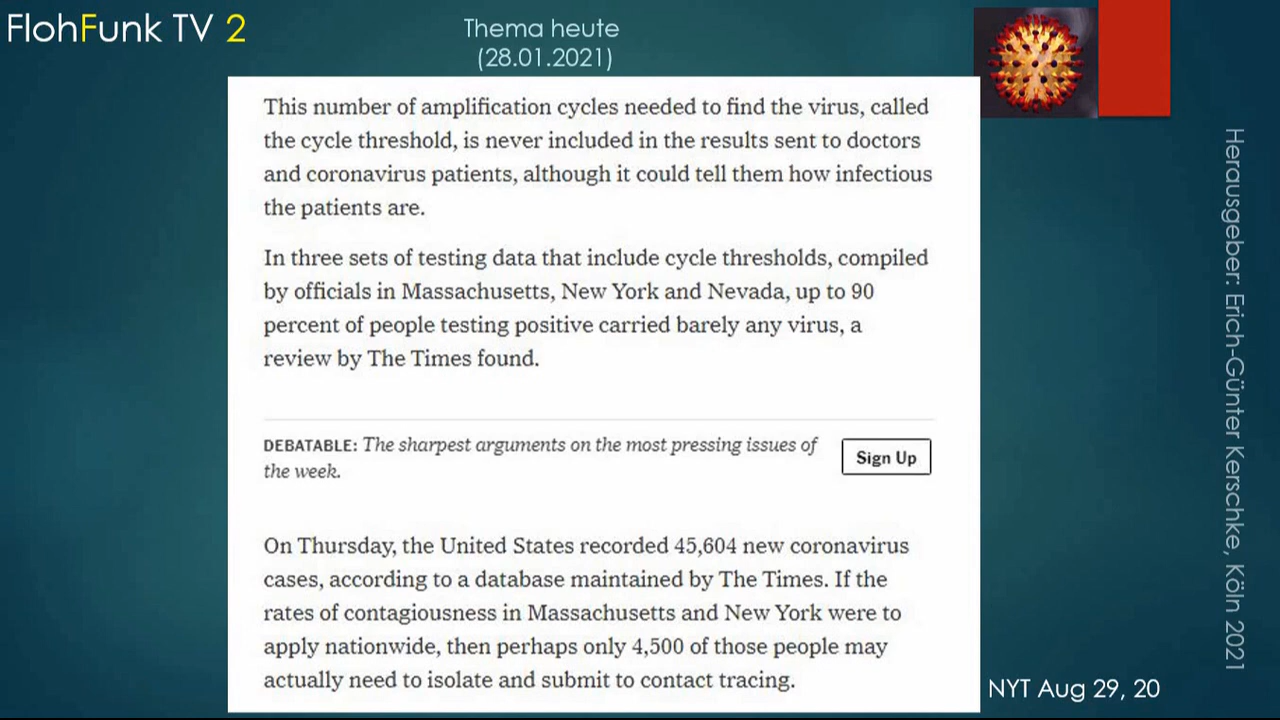 FlohFunk TV 2
Thema heute
(28.01.2021)
This number of amplification cycles needed to find the virus, called
the cycle threshold, is never included in the results sent to doctors
and coronavirus patients, although it could tell them how infectious
the patients are.
In three sets of testing data that include cycle thresholds, compiled
by officials in Massachusetts, New York and Nevada, up to 90
percent of people testing positive carried barely any virus, a
review by The Times found.
DEBATABLE: The sharpest arguments on the most pressing issues of
the week.
Sign Up
On Thursday, the United States recorded 45,604 new coronavirus
cases, according to a database maintained by The Times. If the
rates of contagiousness in Massachusetts and New York were to
apply nationwide, then perhaps only 4,500 of those people may
actually need to isolate and submit to contact tracing.
NYT Aug 29, 20
Herausgeber: Erich-Günter Kerschke, Köln 2021